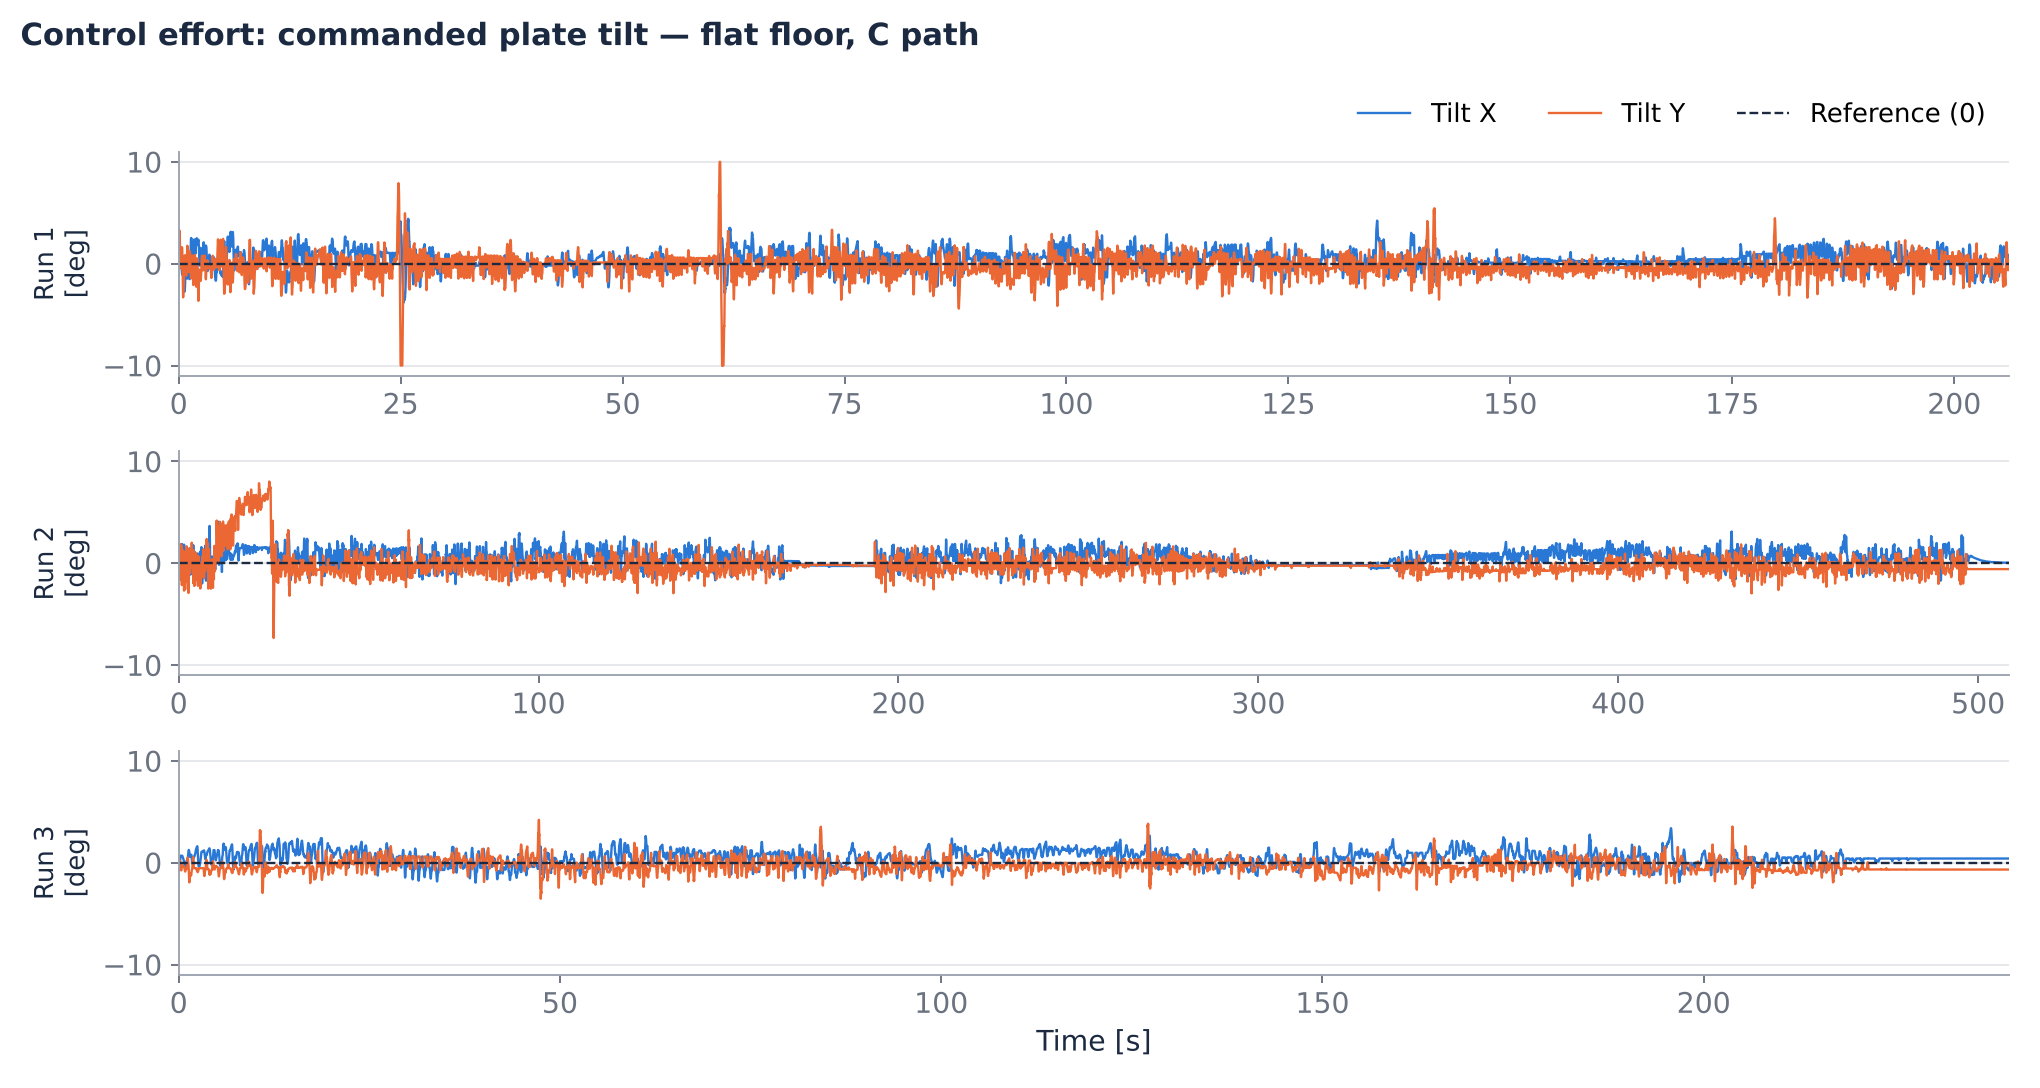 Control effort: commanded plate tilt — flat floor, C path
Tilt X Tilt Y Reference (0)
Run 1
[deg]
10
0
−10
0 25 50 75 100 125 150 175 200
Run 2
[deg]
10
0
−10
0 100 200 300 400 500
Run 3
[deg]
10
0
−10
0 50 100 150 200
Time [s]